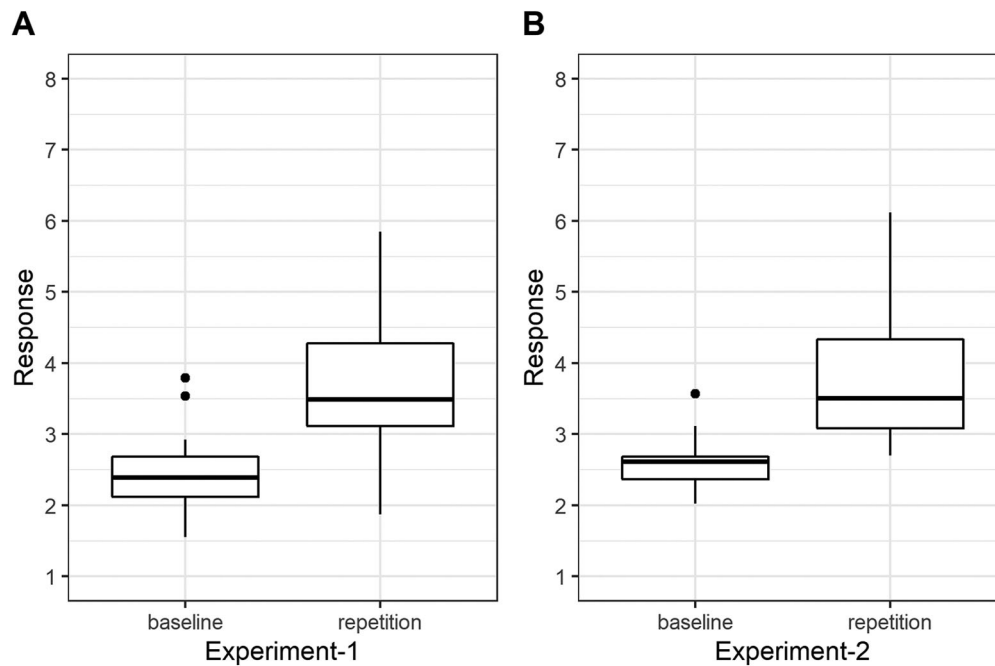 A
Response
8
7
6
5
4
3
2
1
baseline repetition
Experiment-1
B
Response
8
7
6
5
4
3
2
1
baseline repetition
Experiment-2